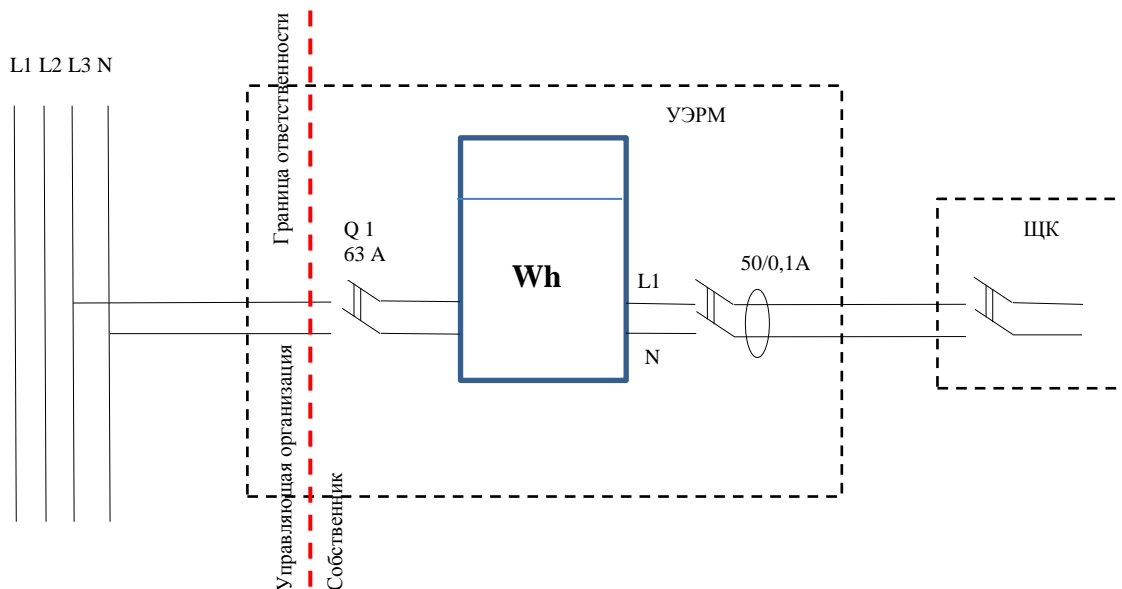 L1 L2 L3 N
Граница ответственности
УЭРМ
Q 1
63 А
Wh
L1
N
50/0,1А
ЩК
Управляющая организация
Собственник